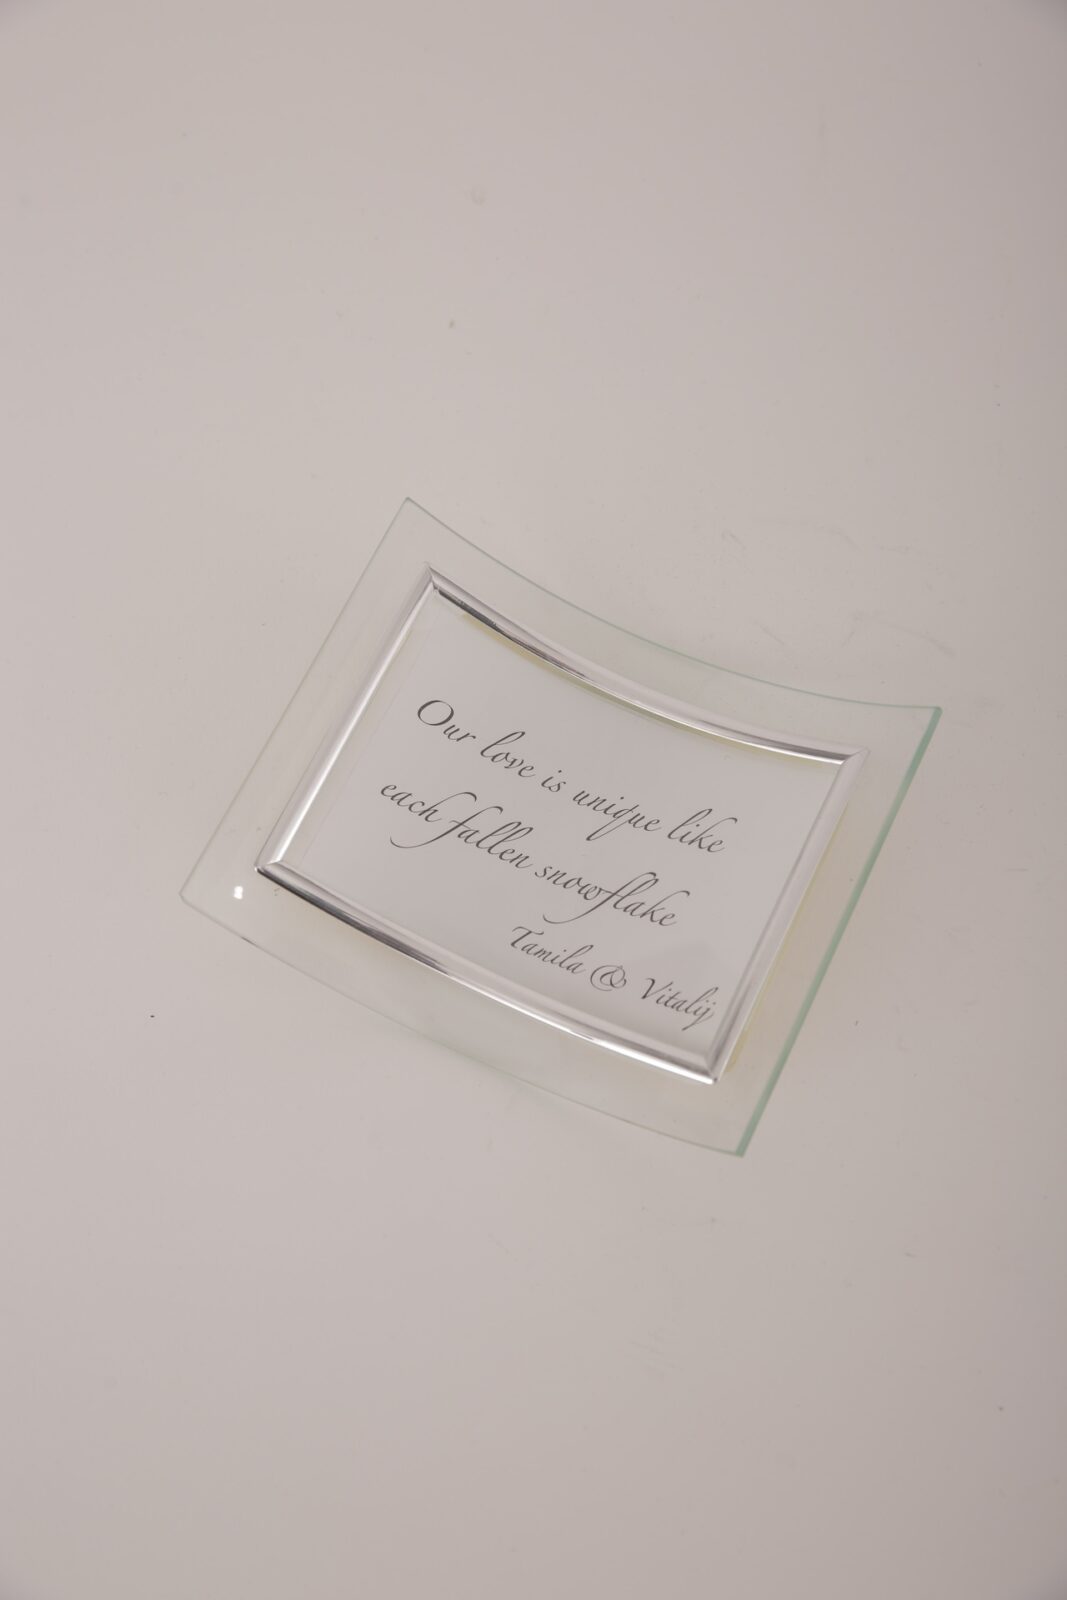 Our love is unique like
each fallen snowflake
Tamila & Vitalij